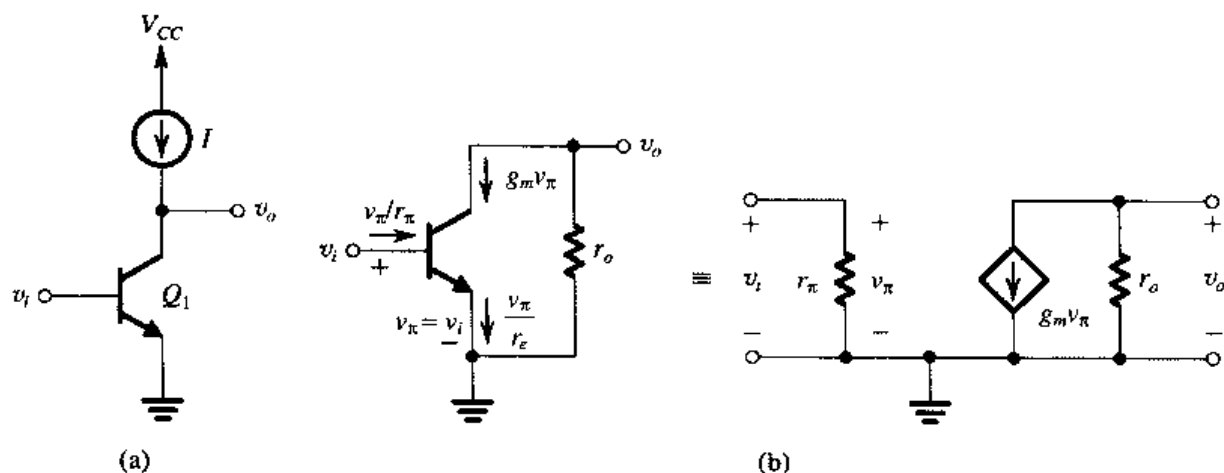 V_CC
I
v_o
v_i
Q_1
(a)
v_o
g_m v_π
v_π/r_π
v_i
+
r_o
v_π = v_i
−
v_π
r_e
≡
+
v_i
−
r_π
+
v_π
−
g_m v_π
r_o
+
v_o
−
(b)